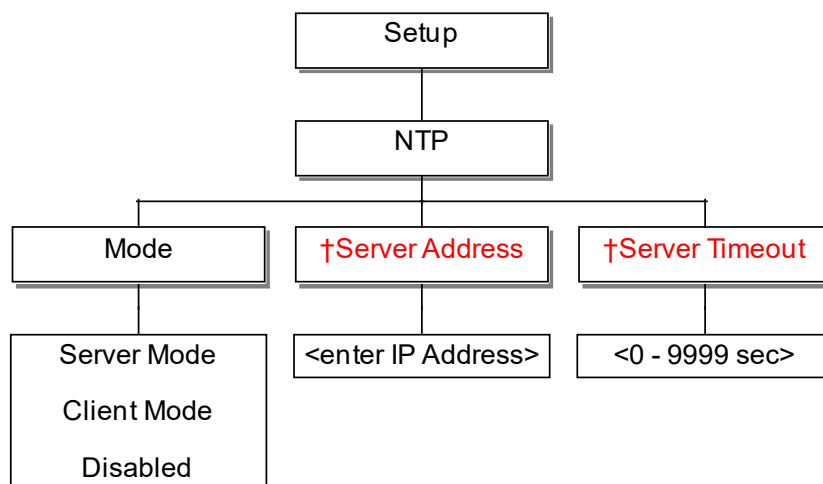 Setup
NTP
Mode
†Server Address
†Server Timeout
Server Mode
Client Mode
Disabled
<enter IP Address>
<0 - 9999 sec>